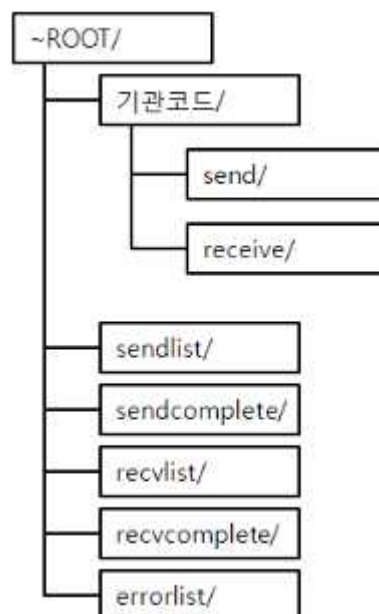 ~ROOT/
기관코드/
send/
receive/
sendlist/
sendcomplete/
recvlist/
recvcomplete/
errorlist/